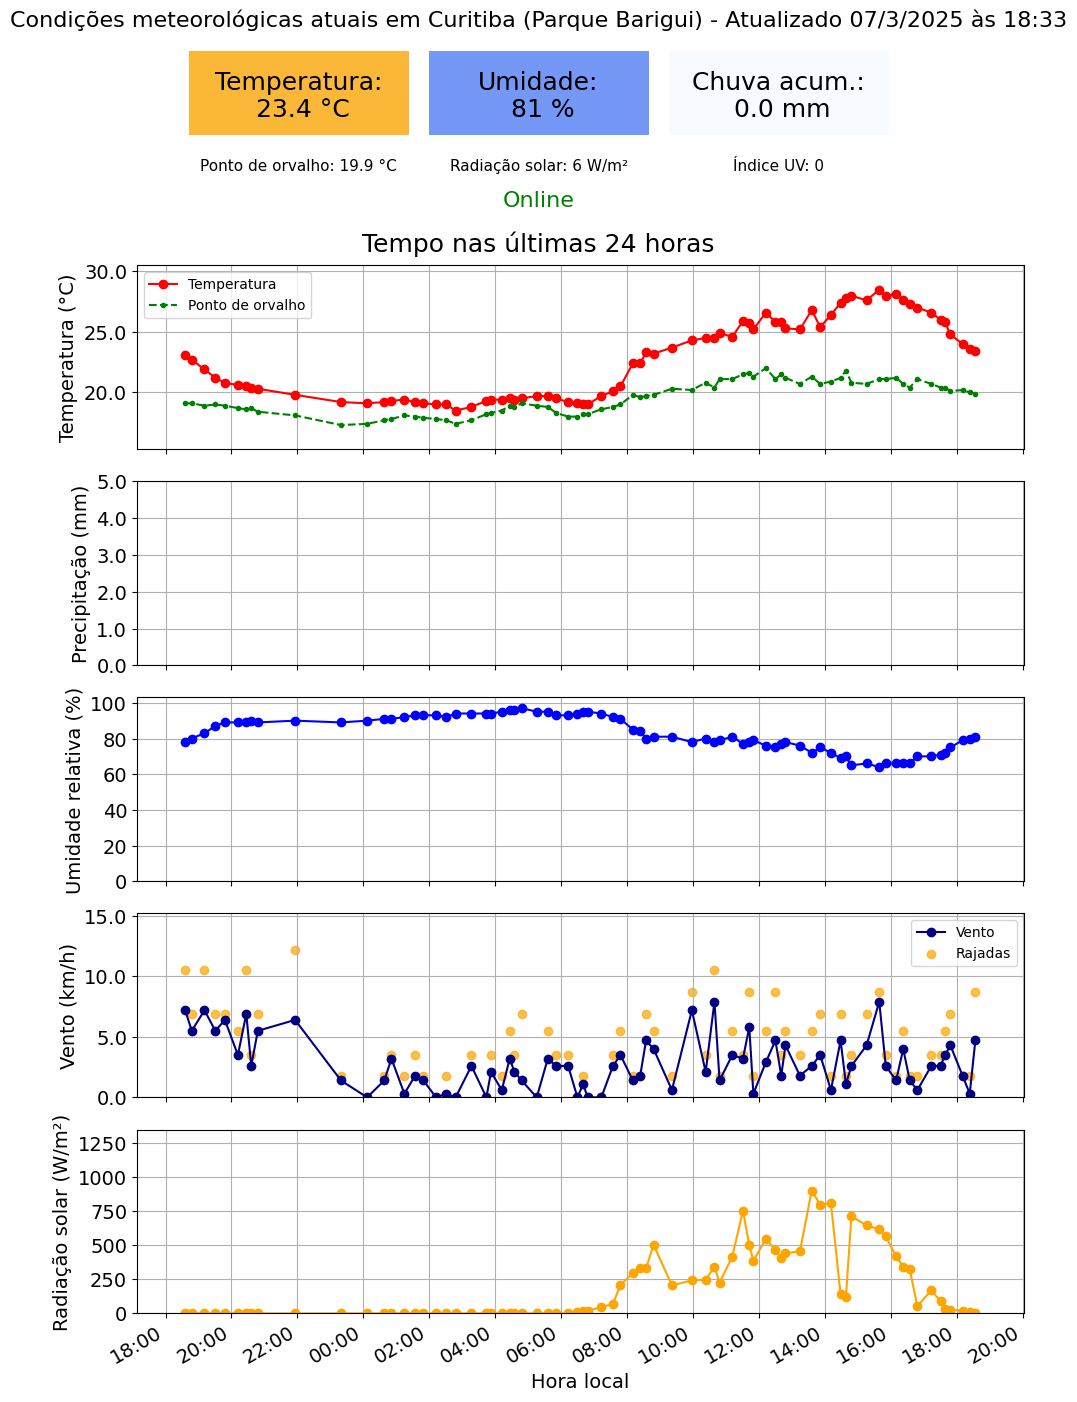 Condições meteorológicas atuais em Curitiba (Parque Barigui) - Atualizado 07/3/2025 às 18:33
Temperatura:
23.4 °C
Umidade:
81 %
Chuva acum.:
0.0 mm
Ponto de orvalho: 19.9 °C
Radiação solar: 6 W/m²
Índice UV: 0
Online
Tempo nas últimas 24 horas
Temperatura (°C)
30.0
25.0
20.0
Temperatura
Ponto de orvalho
Precipitação (mm)
5.0
4.0
3.0
2.0
1.0
0.0
Umidade relativa (%)
100
80
60
40
20
0
Vento (km/h)
15.0
10.0
5.0
0.0
Vento
Rajadas
Radiação solar (W/m²)
1250
1000
750
500
250
0
18:00
20:00
22:00
00:00
02:00
04:00
06:00
08:00
10:00
12:00
14:00
16:00
18:00
20:00
Hora local